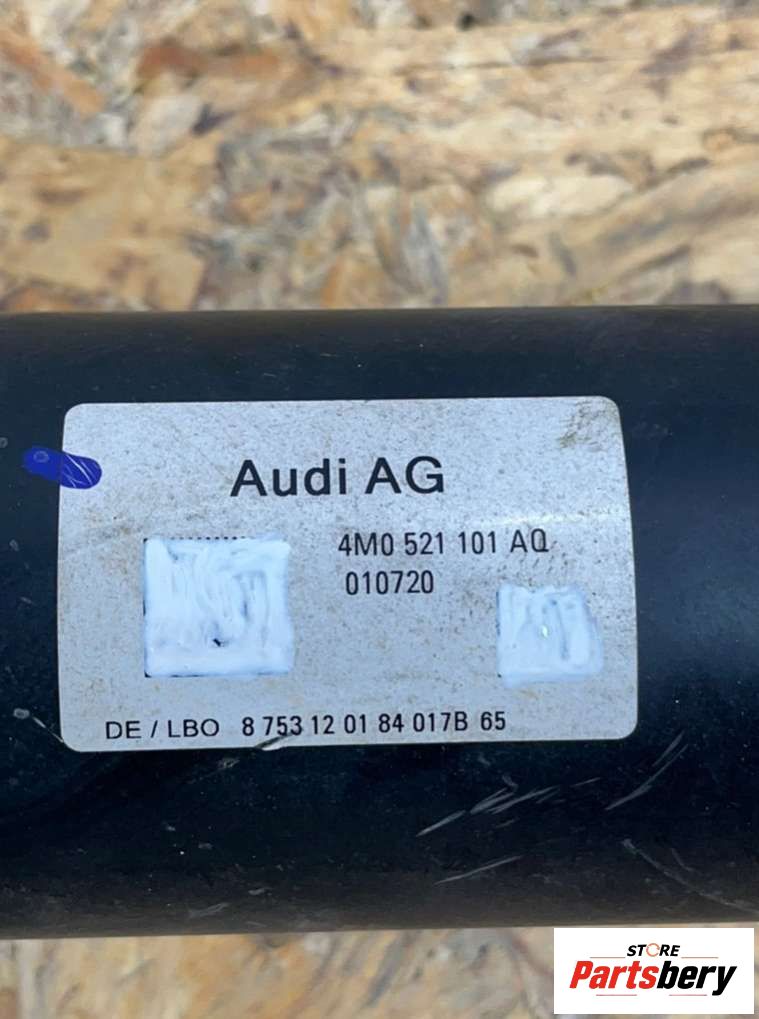 Audi AG
4M0 521 101 AQ
010720
DE / LBO 8 753 12 01 84 017B 65
STORE
Partsbery